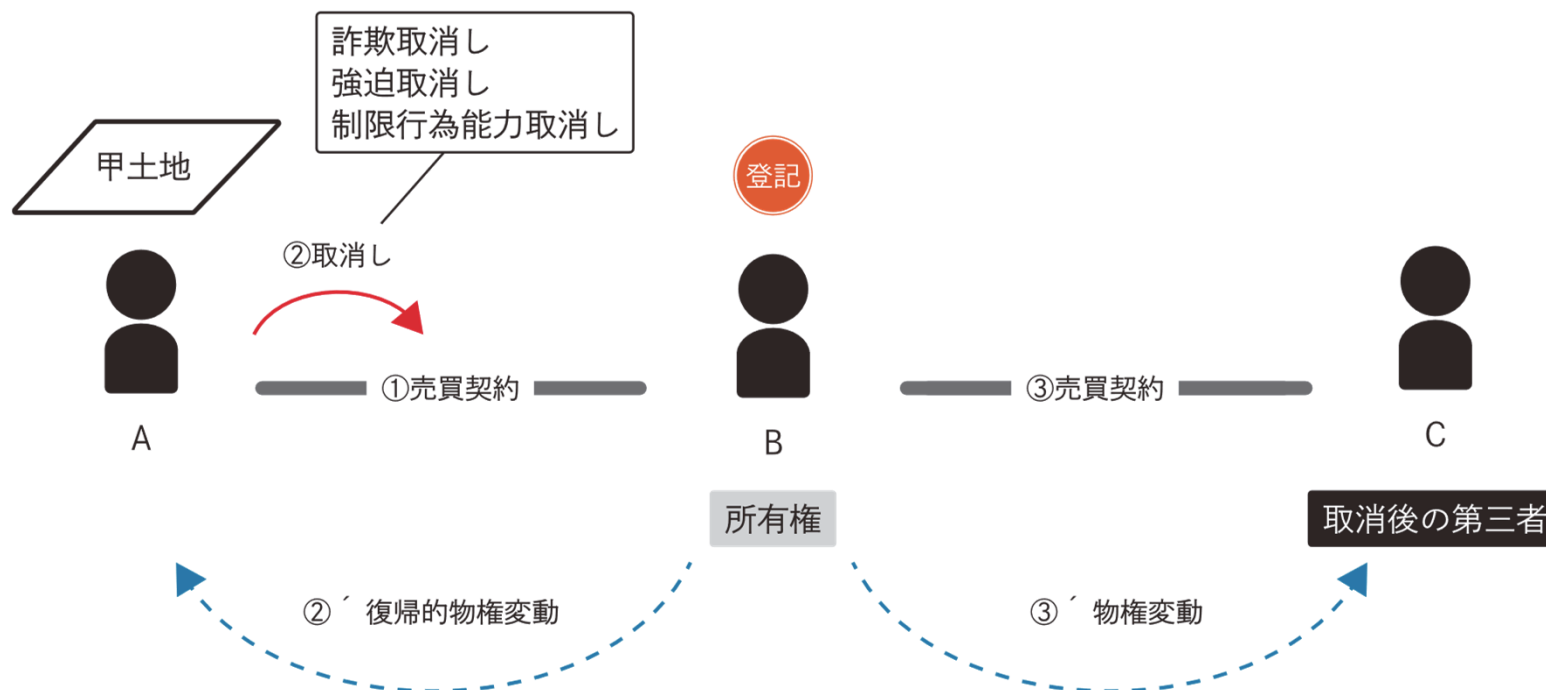 詐欺取消し
強迫取消し
制限行為能力取消し
甲土地
登記
②取消し
①売買契約
③売買契約
A
B
C
所有権
取消後の第三者
②´ 復帰的物権変動
③´ 物権変動